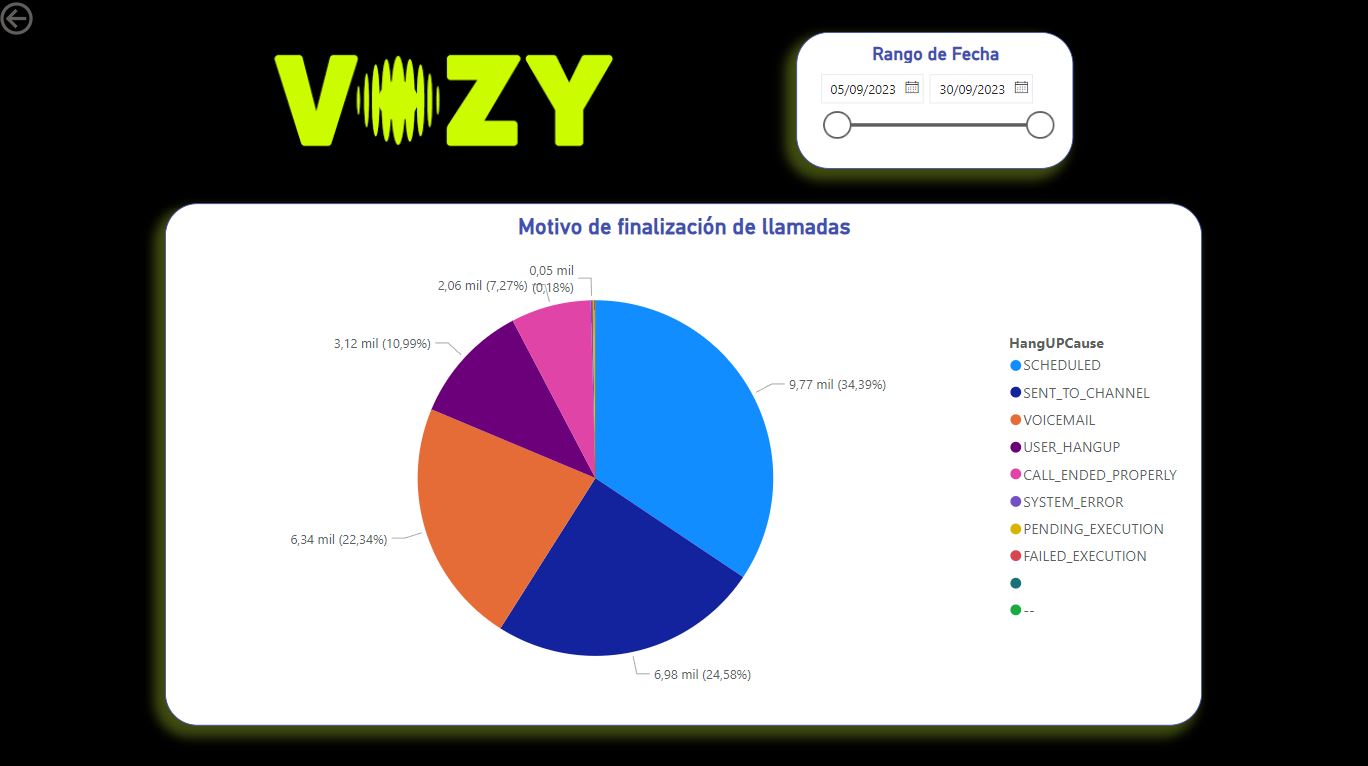 VOZY
Rango de Fecha
05/09/2023
30/09/2023
Motivo de finalización de llamadas
0,05 mil
(0,18%)
2,06 mil (7,27%)
3,12 mil (10,99%)
9,77 mil (34,39%)
6,34 mil (22,34%)
6,98 mil (24,58%)
HangUPCause
SCHEDULED
SENT_TO_CHANNEL
VOICEMAIL
USER_HANGUP
CALL_ENDED_PROPERLY
SYSTEM_ERROR
PENDING_EXECUTION
FAILED_EXECUTION
--